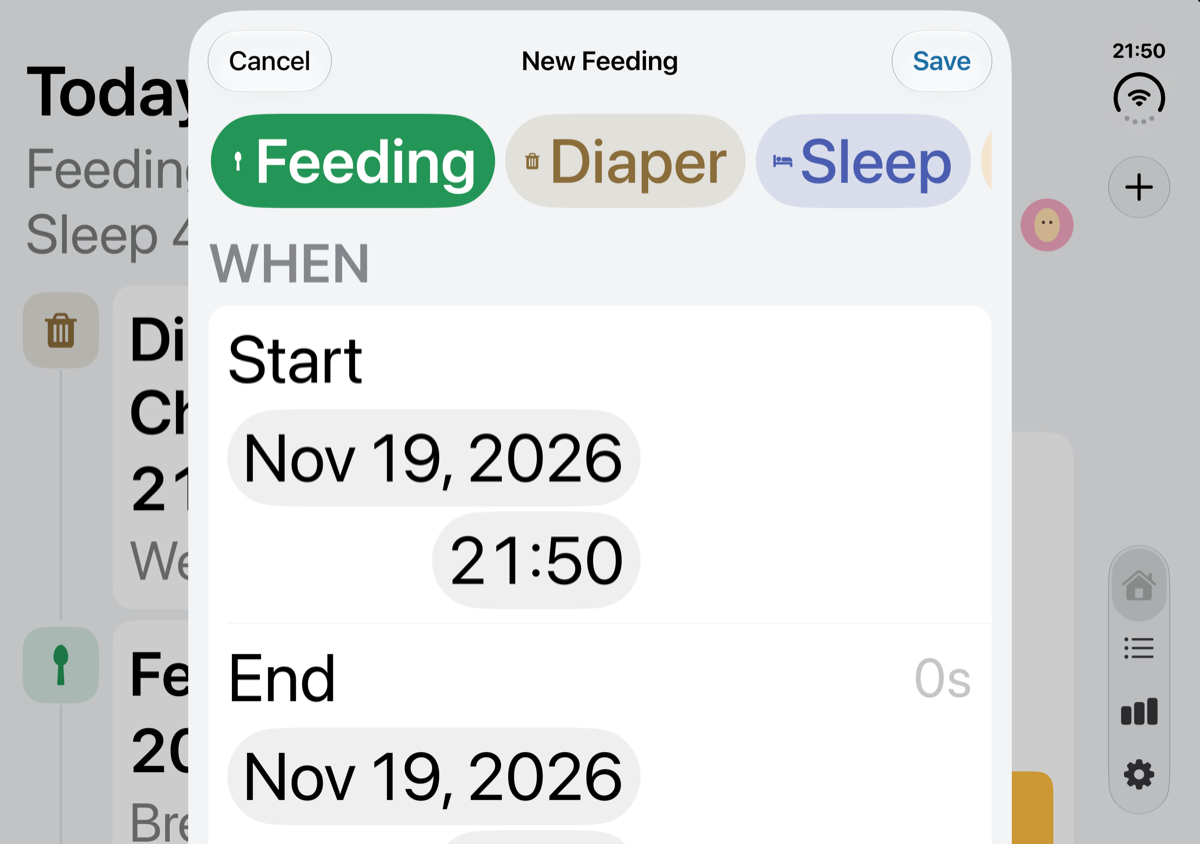 Cancel
New Feeding
Save
21:50
Today
Feeding
Sleep
Feeding
Diaper
Sleep
WHEN
Start
Nov 19, 2026
21:50
End
0s
Nov 19, 2026